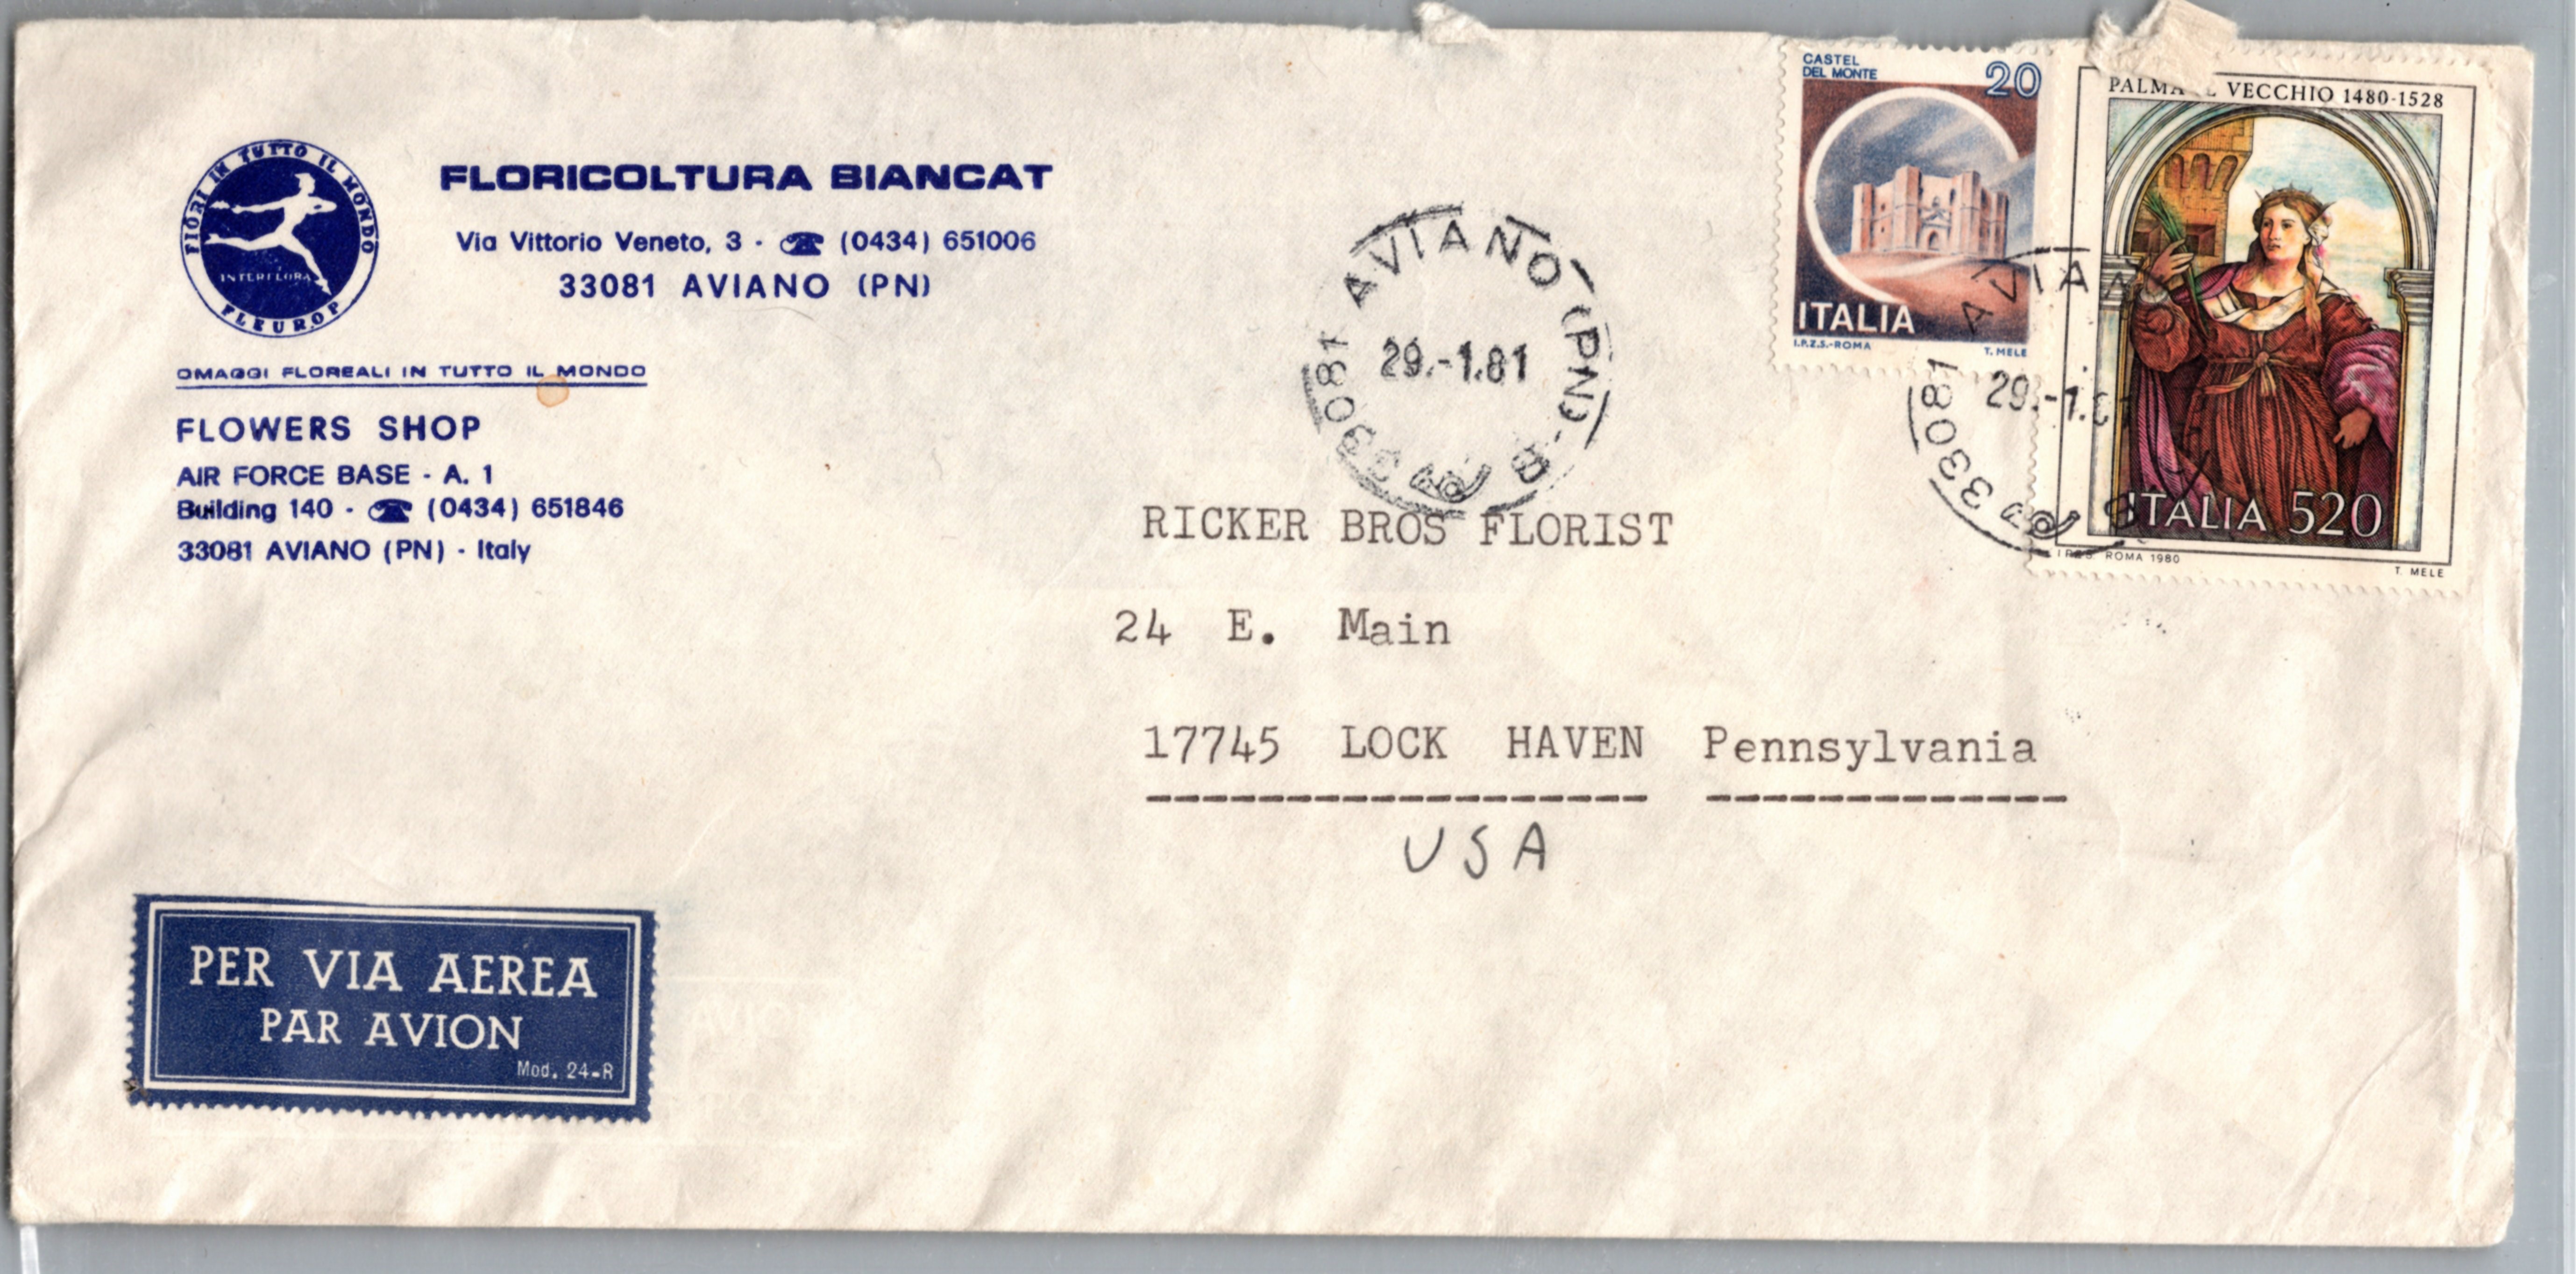 FIORI IN TUTTO IL MONDO
INTERFLORA
FLEUROP
FLORICOLTURA BIANCAT
Via Vittorio Veneto, 3 - ☎ (0434) 651006
33081 AVIANO (PN)
OMAGGI FLOREALI IN TUTTO IL MONDO
FLOWERS SHOP
AIR FORCE BASE - A. 1
Building 140 - ☎ (0434) 651846
33081 AVIANO (PN) - Italy
33081 AVIANO (PN) - B
29.-1.81
CASTEL
DEL MONTE
20
ITALIA
I.P.Z.S.-ROMA
T. MELE
PALMA VECCHIO 1480-1528
ITALIA 520
I.P.Z.S. ROMA 1980
T. MELE
33081 AVIAN
29.-1.
B
RICKER BROS FLORIST
24 E. Main
17745 LOCK HAVEN Pennsylvania
USA
PER VIA AEREA
PAR AVION
Mod. 24-R